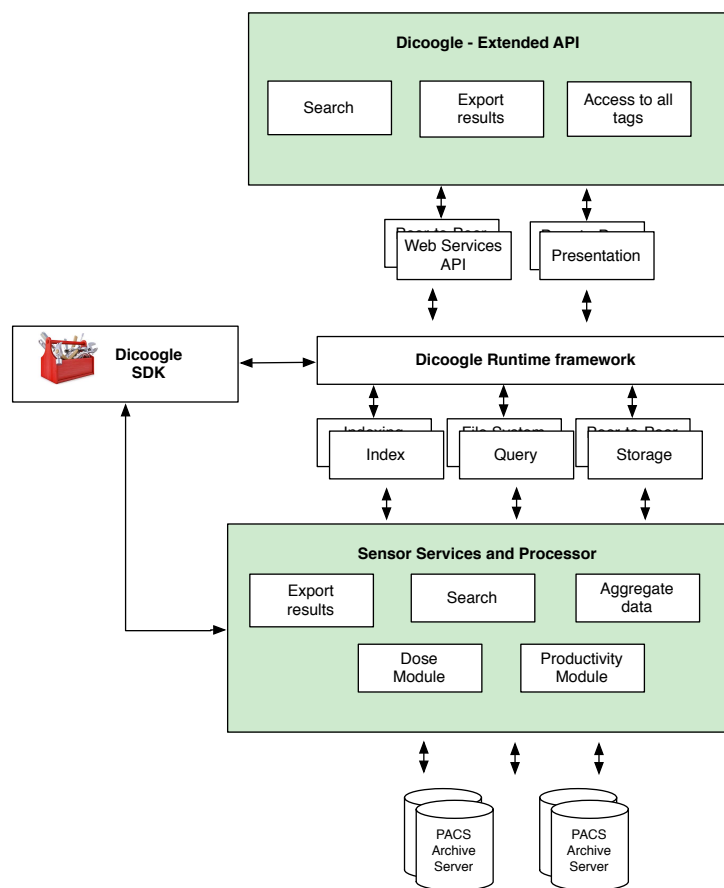 Dicoogle - Extended API
Search
Export
results
Access to all
tags
Web Services
API
Presentation
Dicoogle
SDK
Dicoogle Runtime framework
Index
Query
Storage
Sensor Services and Processor
Export
results
Search
Aggregate
data
Dose
Module
Productivity
Module
PACS
Archive
Server
PACS
Archive
Server